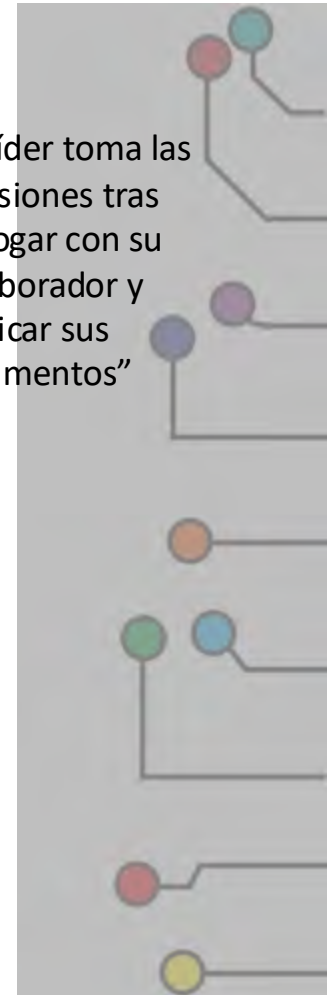 íder toma las
siones tras
ogar con su
borador y
icar sus
mentos”